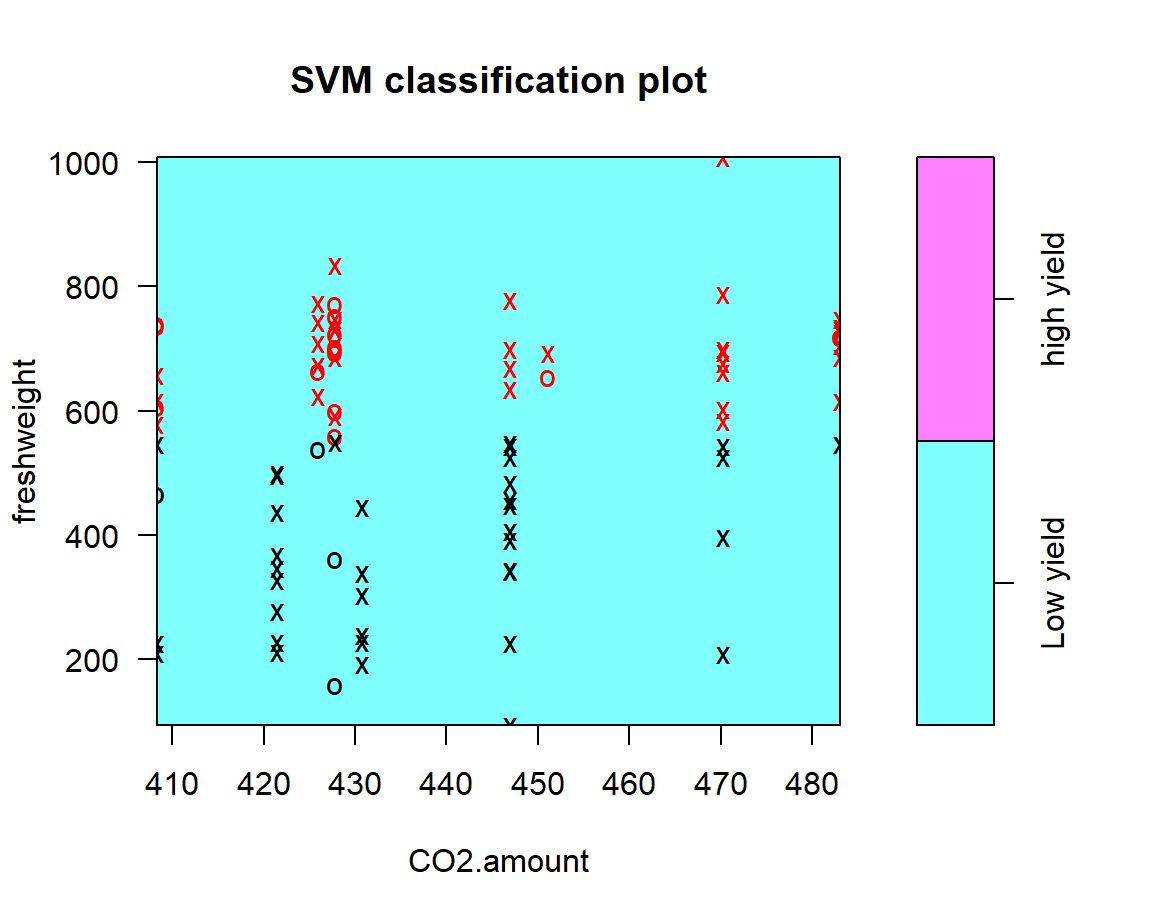 SVM classification plot
1000
800
600
400
200
freshweight
410 420 430 440 450 460 470 480
CO2.amount
high yield
Low yield